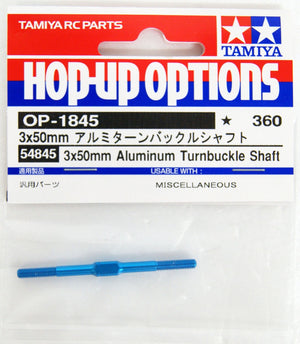 TAMIYA RC PARTS
TAMIYA
HOP-UP OPTIONS
OP-1845 ★ 360
3x50mm アルミターンバックルシャフト
54845 3x50mm Aluminum Turnbuckle Shaft
適用製品 USABLE WITH :
汎用パーツ MISCELLANEOUS